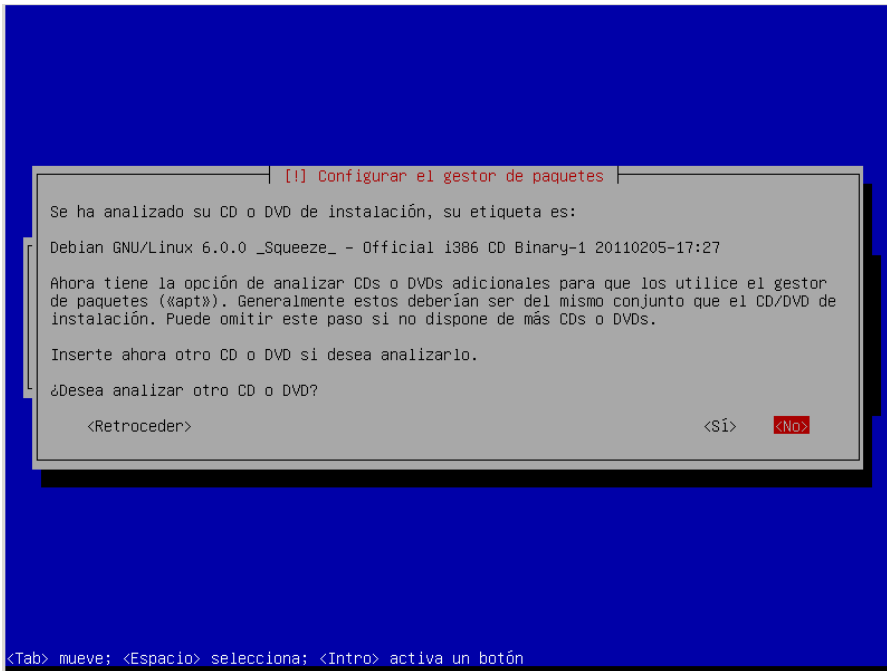 [!] Configurar el gestor de paquetes
Se ha analizado su CD o DVD de instalación, su etiqueta es:
Debian GNU/Linux 6.0.0 _Squeeze_ - Official i386 CD Binary-1 20110205-17:27
Ahora tiene la opción de analizar CDs o DVDs adicionales para que los utilice el gestor
de paquetes («apt»). Generalmente estos deberían ser del mismo conjunto que el CD/DVD de
instalación. Puede omitir este paso si no dispone de más CDs o DVDs.
Inserte ahora otro CD o DVD si desea analizarlo.
¿Desea analizar otro CD o DVD?
<Retroceder> <Sí> <No>
<Tab> mueve; <Espacio> selecciona; <Intro> activa un botón